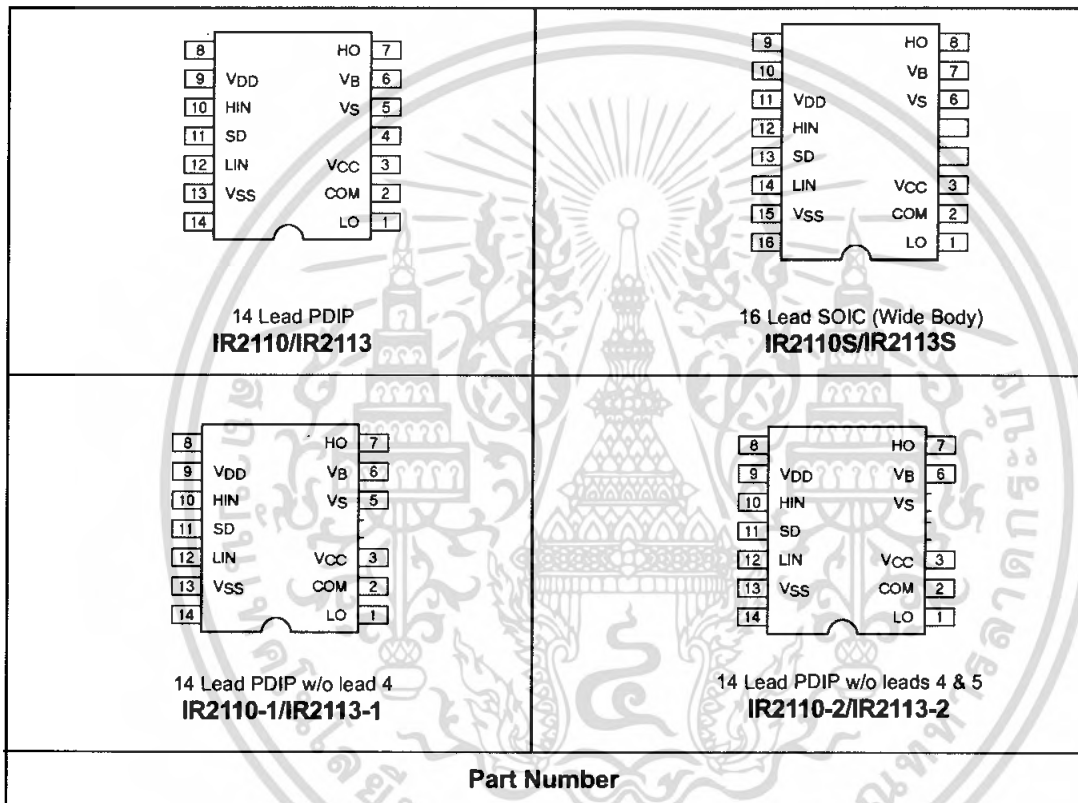 8 HO 7
9 VDD VB 6
10 HIN VS 5
11 SD 4
12 LIN VCC 3
13 VSS COM 2
14 LO 1
14 Lead PDIP
IR2110/IR2113
9 HO 8
10 VB 7
11 VDD VS 6
12 HIN
13 SD
14 LIN VCC 3
15 VSS COM 2
16 LO 1
16 Lead SOIC (Wide Body)
IR2110S/IR2113S
8 HO 7
9 VDD VB 6
10 HIN VS 5
11 SD
12 LIN VCC 3
13 VSS COM 2
14 LO 1
14 Lead PDIP w/o lead 4
IR2110-1/IR2113-1
8 HO 7
9 VDD VB 6
10 HIN VS
11 SD
12 LIN VCC 3
13 VSS COM 2
14 LO 1
14 Lead PDIP w/o leads 4 & 5
IR2110-2/IR2113-2
Part Number